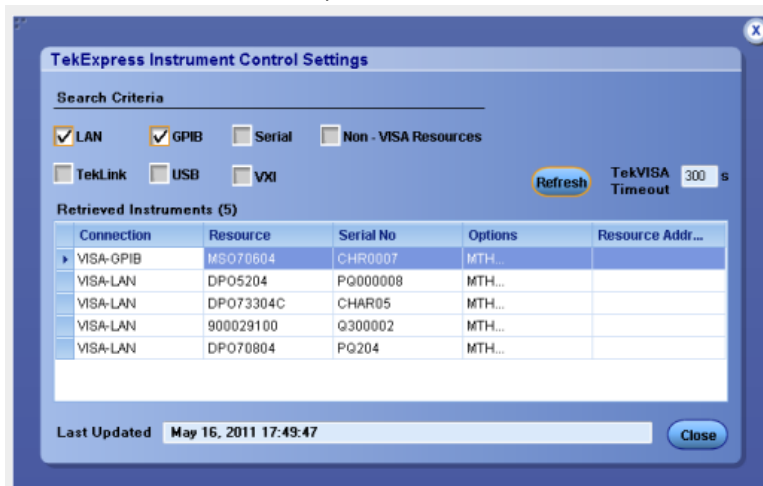 TekExpress Instrument Control Settings
Search Criteria
LAN GPIB Serial Non - VISA Resources
TekLink USB VXI Refresh TekVISA Timeout 300 s
Retrieved Instruments (5)
Connection Resource Serial No Options Resource Addr...
VISA-GPIB MSO70604 CHR0007 MTH...
VISA-LAN DPO5204 PQ000008 MTH...
VISA-LAN DPO73304C CHAR05 MTH...
VISA-LAN 900029100 Q300002 MTH...
VISA-LAN DPO70804 PQ204 MTH...
Last Updated May 16, 2011 17:49:47 Close